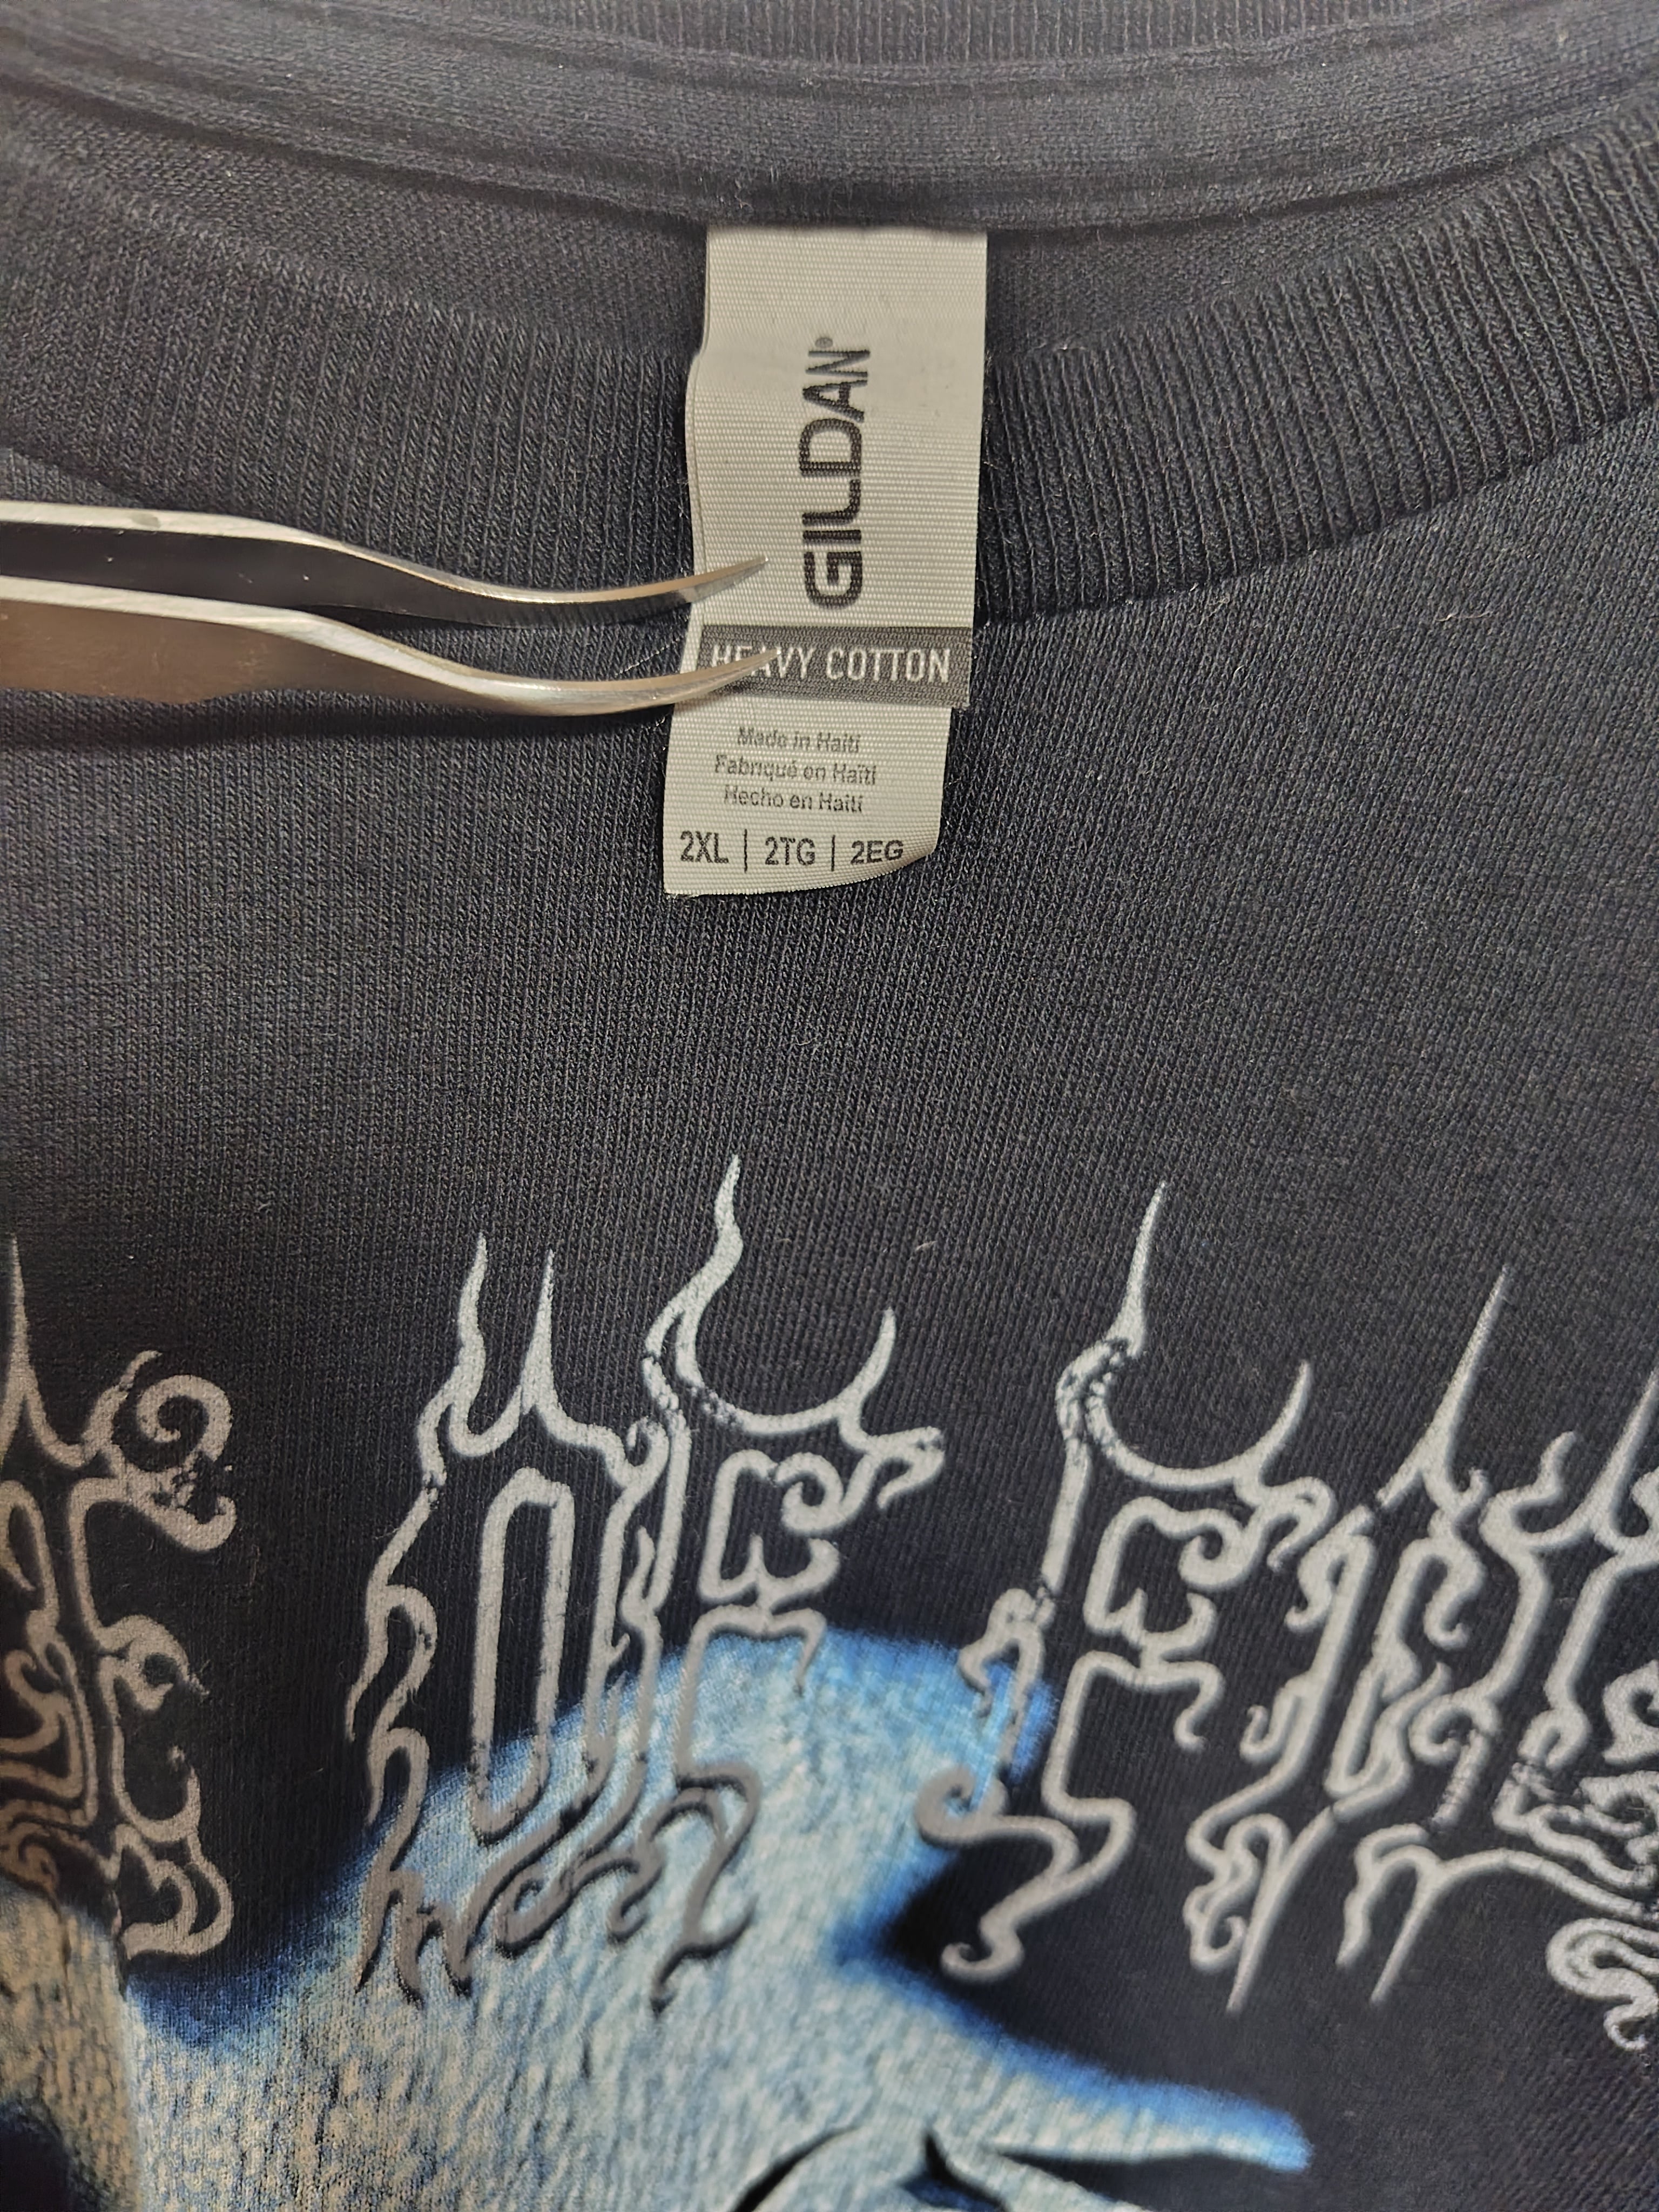 GILDAN®
HEAVY COTTON
Made in Haiti
Fabriqué en Haïti
Hecho en Haití
2XL | 2TG | 2EG